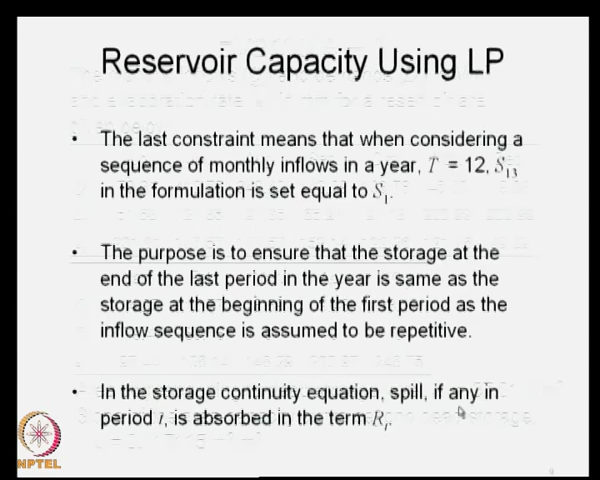 Reservoir Capacity Using LP
• The last constraint means that when considering a
sequence of monthly inflows in a year, T = 12, S13
in the formulation is set equal to S1.
• The purpose is to ensure that the storage at the
end of the last period in the year is same as the
storage at the beginning of the first period as the
inflow sequence is assumed to be repetitive.
• In the storage continuity equation, spill, if any in
period t, is absorbed in the term Rt.
NPTEL
9